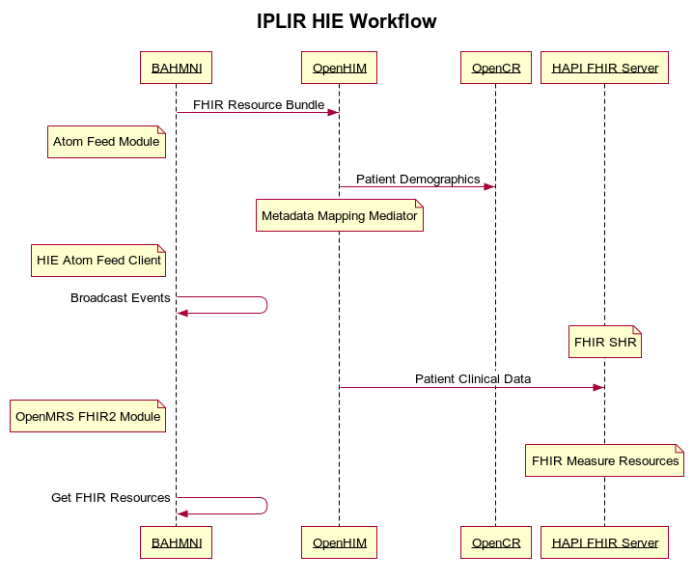 IPLIR HIE Workflow
BAHMNI
OpenHIM
OpenCR
HAPI FHIR Server
FHIR Resource Bundle
Atom Feed Module
Patient Demographics
Metadata Mapping Mediator
HIE Atom Feed Client
Broadcast Events
FHIR SHR
Patient Clinical Data
OpenMRS FHIR2 Module
FHIR Measure Resources
Get FHIR Resources
BAHMNI
OpenHIM
OpenCR
HAPI FHIR Server